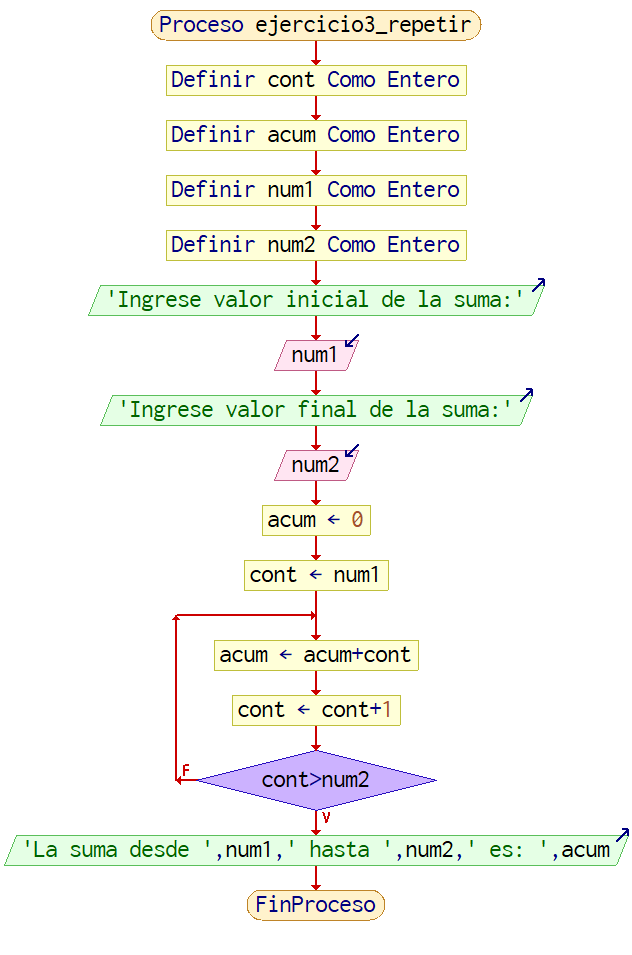 Proceso ejercicio3_repetir
Definir cont Como Entero
Definir acum Como Entero
Definir num1 Como Entero
Definir num2 Como Entero
'Ingrese valor inicial de la suma:'
num1
'Ingrese valor final de la suma:'
num2
acum ← 0
cont ← num1
acum ← acum+cont
cont ← cont+1
F
cont>num2
V
'La suma desde ',num1,' hasta ',num2,' es: ',acum
FinProceso